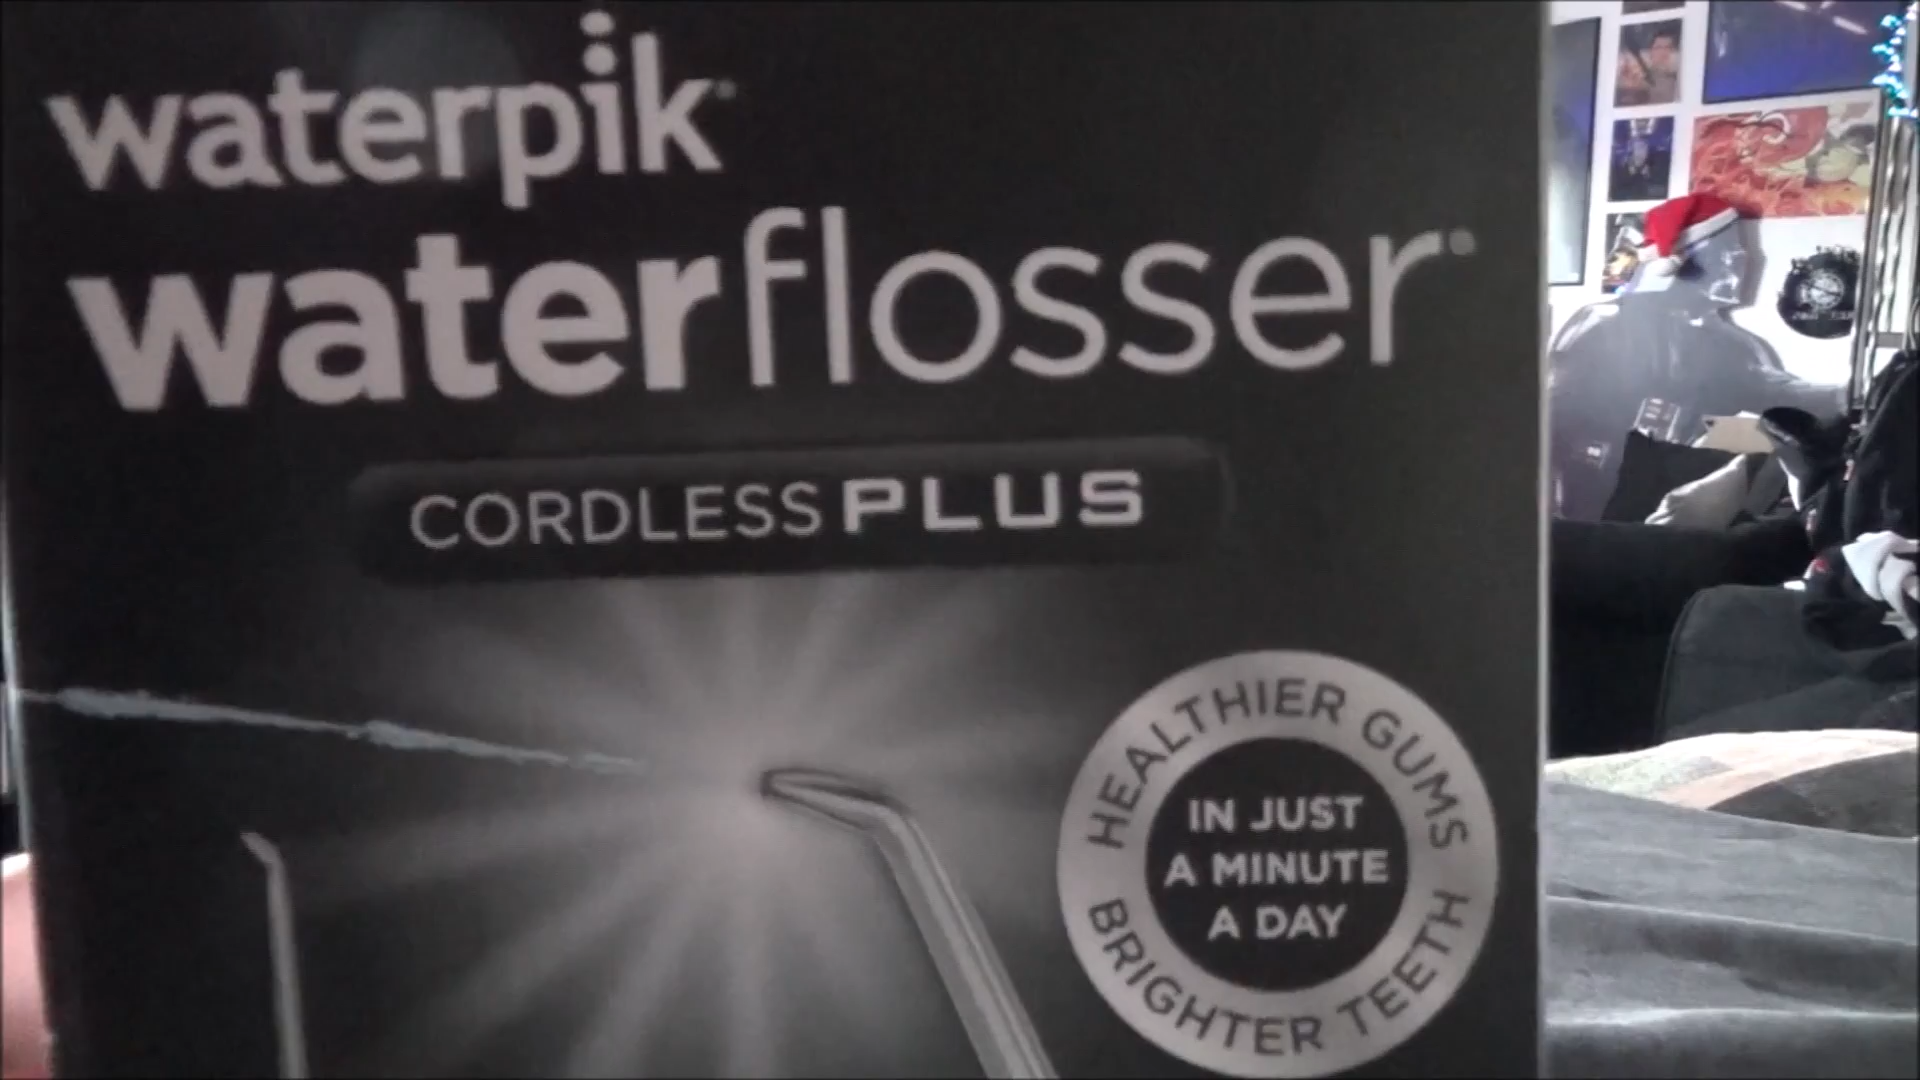 waterpik
waterflosser
CORDLESS PLUS
HEALTHIER GUMS
IN JUST
A MINUTE
A DAY
BRIGHTER TEETH